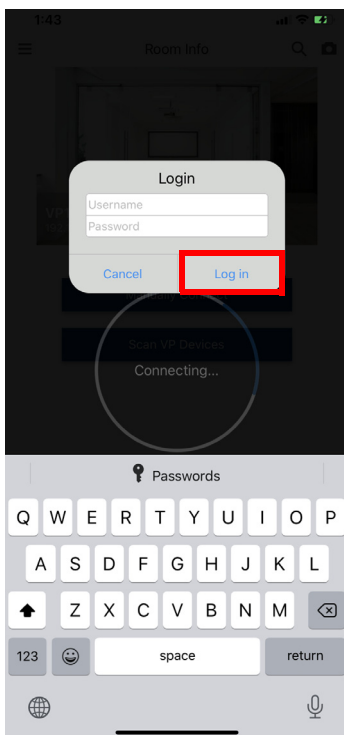 1:43
Room Info
Login
Username
Password
Cancel
Log in
Scan VP Devices
Connecting...
Passwords
Q W E R T Y U I O P
A S D F G H J K L
Z X C V B N M
123
space
return